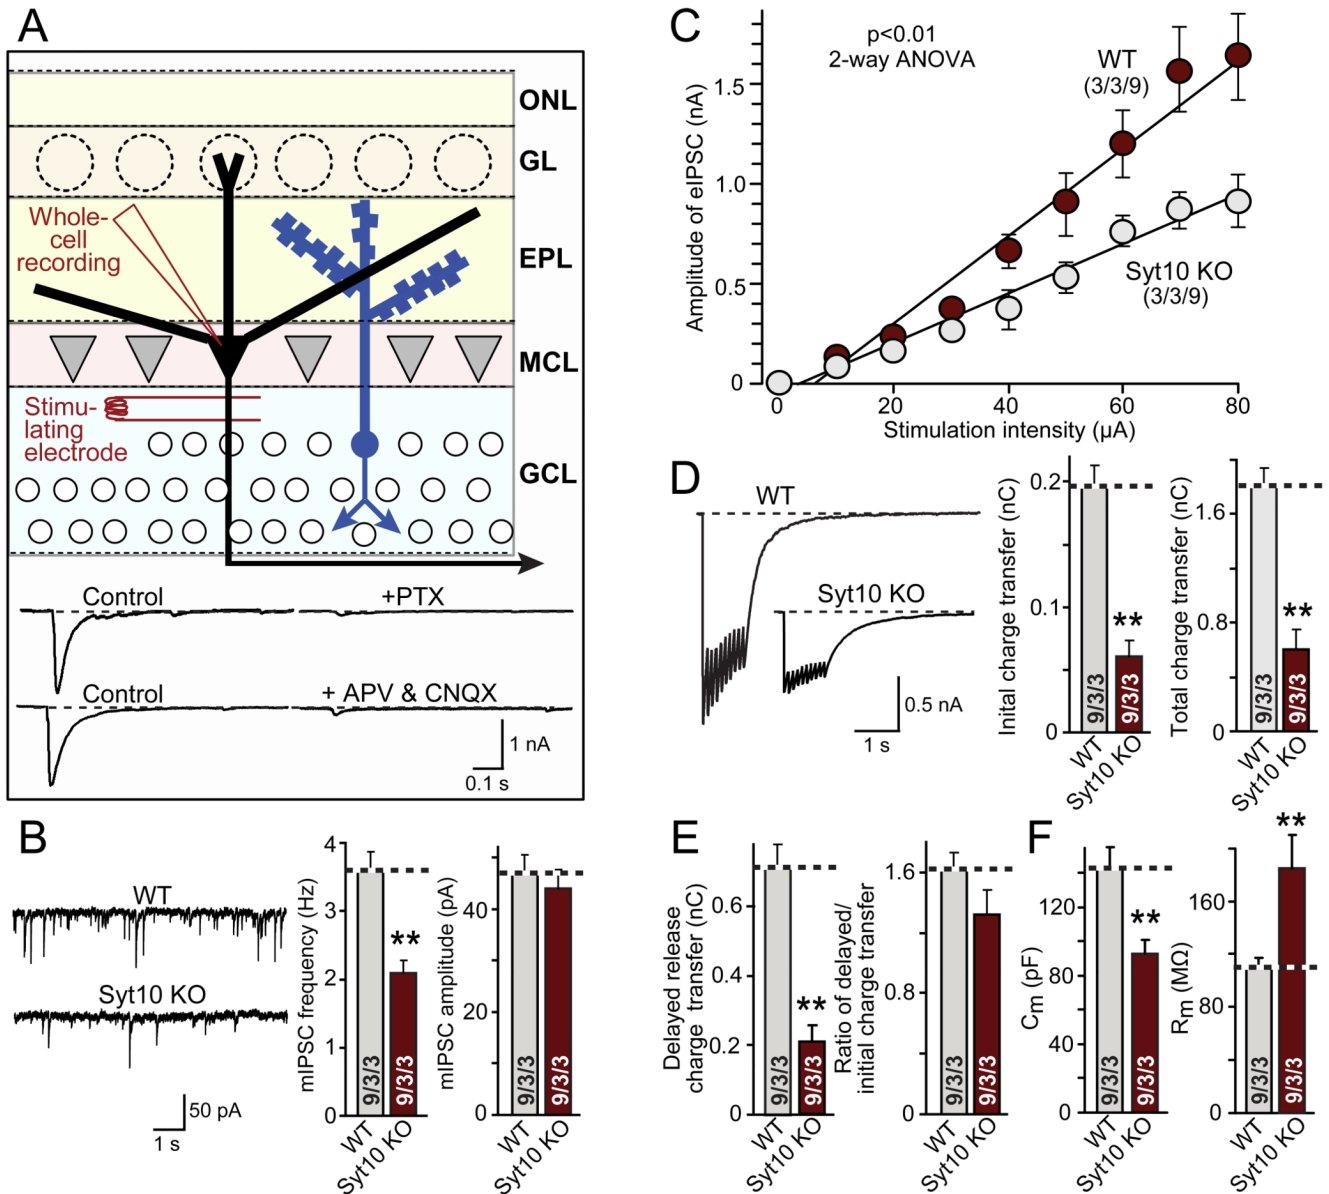 A
ONL
GL
Whole-
cell
recording
EPL
MCL
Stimu-
lating
electrode
GCL
Control
+PTX
Control
+ APV & CNQX
1 nA
0.1 s
B
WT
Syt10 KO
50 pA
1 s
mIPSC frequency (Hz)
4
3
2
1
0
**
9/3/3
9/3/3
WT
Syt10 KO
mIPSC amplitude (pA)
40
20
0
9/3/3
9/3/3
WT
Syt10 KO
C
p<0.01
2-way ANOVA
WT
(3/3/9)
Syt10 KO
(3/3/9)
Amplitude of eIPSC (nA)
1.5
1.0
0.5
0
0
20
40
60
80
Stimulation intensity (µA)
D
WT
Syt10 KO
0.5 nA
1 s
Inital charge transfer (nC)
0.2
0.1
0
**
9/3/3
9/3/3
WT
Syt10 KO
Total charge transfer (nC)
1.6
0.8
0
**
9/3/3
9/3/3
WT
Syt10 KO
E
Delayed release
charge transfer (nC)
0.6
0.4
0.2
0
**
9/3/3
9/3/3
WT
Syt10 KO
Ratio of delayed/
initial charge transfer
1.6
0.8
0
9/3/3
9/3/3
WT
Syt10 KO
F
Cm (pF)
120
80
40
0
**
9/3/3
9/3/3
WT
Syt10 KO
Rm (MΩ)
160
80
0
**
9/3/3
9/3/3
WT
Syt10 KO